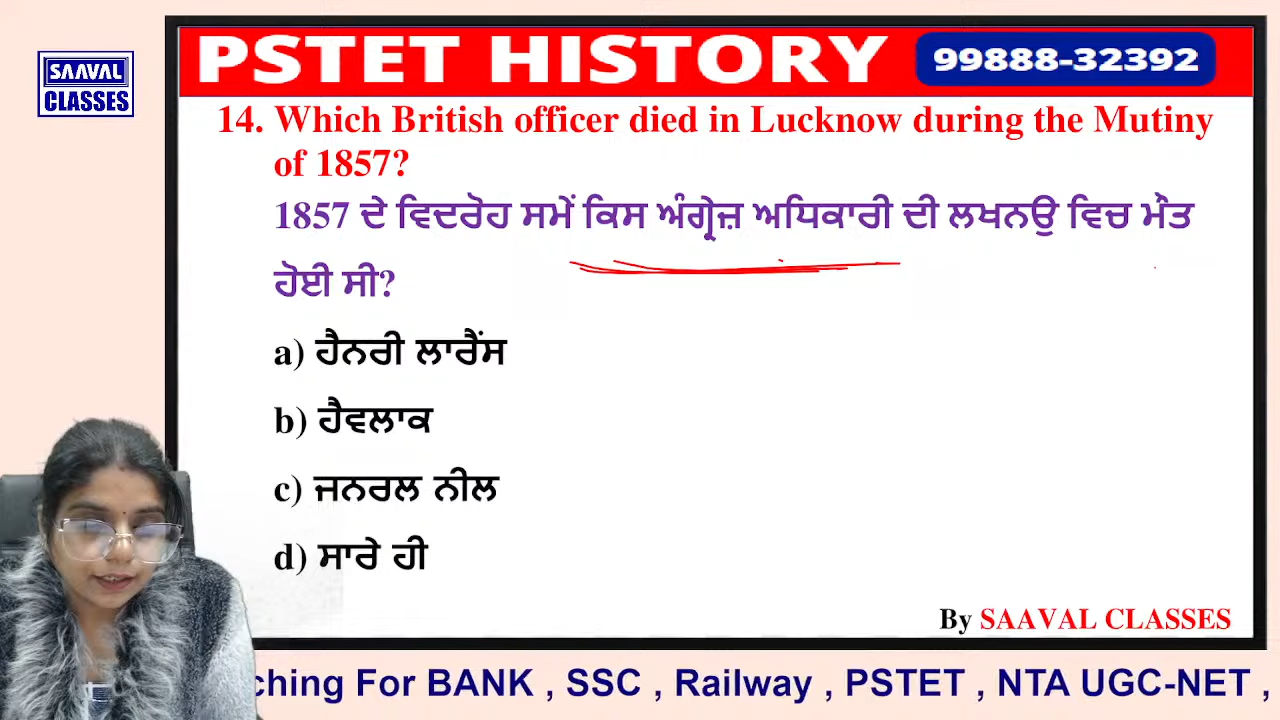 SAAVAL
CLASSES
PSTET HISTORY
99888-32392
14. Which British officer died in Lucknow during the Mutiny
of 1857?
1857 ਦੇ ਵਿਦਰੋਹ ਸਮੇਂ ਕਿਸ ਅੰਗ੍ਰੇਜ਼ ਅਧਿਕਾਰੀ ਦੀ ਲਖਨਉ ਵਿਚ ਮੌਤ
ਹੋਈ ਸੀ?
a) ਹੈਨਰੀ ਲਾਰੈਂਸ
b) ਹੈਵਲਾਕ
c) ਜਨਰਲ ਨੀਲ
d) ਸਾਰੇ ਹੀ
By SAAVAL CLASSES
ching For BANK , SSC , Railway , PSTET , NTA UGC-NET ,